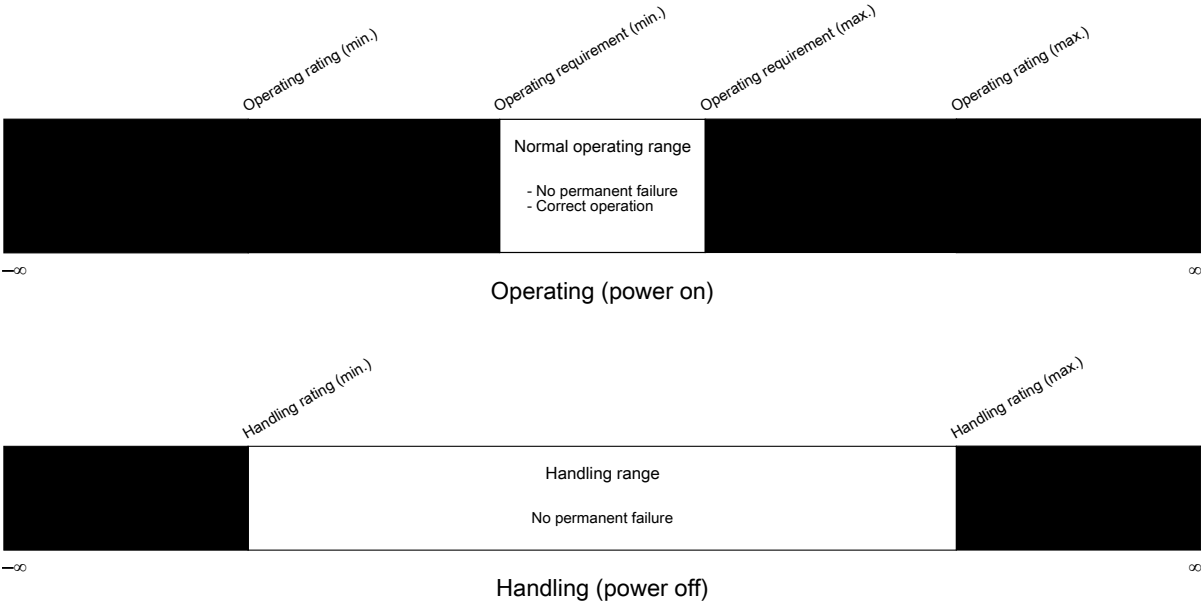 Operating rating (min.)
Operating requirement (min.)
Operating requirement (max.)
Operating rating (max.)
Normal operating range
- No permanent failure
- Correct operation
–∞
∞
Operating (power on)
Handling rating (min.)
Handling rating (max.)
Handling range
No permanent failure
–∞
∞
Handling (power off)